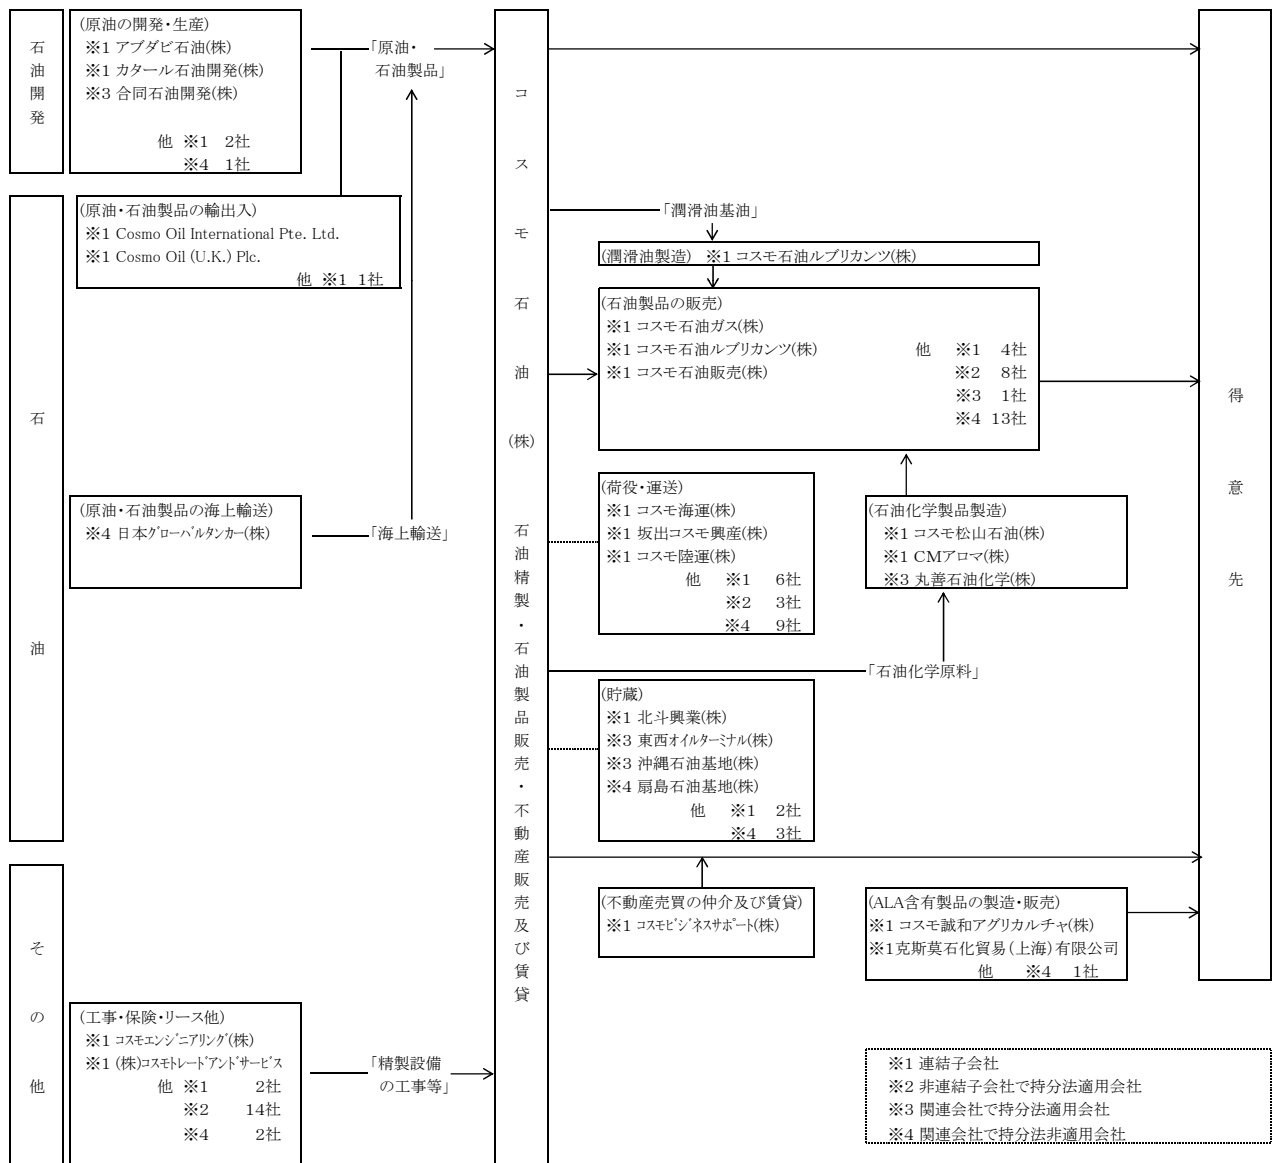 石油開発
(原油の開発・生産)
※1 アブダビ石油(株)
※1 カタール石油開発(株)
※3 合同石油開発(株)
他 ※1 2社
※4 1社
「原油・
石油製品」
石油
(原油・石油製品の輸出入)
※1 Cosmo Oil International Pte. Ltd.
※1 Cosmo Oil (U.K.) Plc.
他 ※1 1社
(原油・石油製品の海上輸送)
※4 日本グローバルタンカー(株)
「海上輸送」
その他
(工事・保険・リース他)
※1 コスモエンジニアリング(株)
※1 (株)コスモトレードアンドサービス
他 ※1 2社
※2 14社
※4 2社
「精製設備
の工事等」
コスモ石油(株) 石油精製・石油製品販売・不動産販売及び賃貸
「潤滑油基油」
(潤滑油製造) ※1 コスモ石油ルブリカンツ(株)
(石油製品の販売)
※1 コスモ石油ガス(株)
※1 コスモ石油ルブリカンツ(株) 他 ※1 4社
※1 コスモ石油販売(株) ※2 8社
※3 1社
※4 13社
(荷役・運送)
※1 コスモ海運(株)
※1 坂出コスモ興産(株)
※1 コスモ陸運(株)
他 ※1 6社
※2 3社
※4 9社
(石油化学製品製造)
※1 コスモ松山石油(株)
※1 CMアロマ(株)
※3 丸善石油化学(株)
「石油化学原料」
(貯蔵)
※1 北斗興業(株)
※3 東西オイルターミナル(株)
※3 沖縄石油基地(株)
※4 扇島石油基地(株)
他 ※1 2社
※4 3社
(不動産売買の仲介及び賃貸)
※1 コスモビジネスサポート(株)
(ALA含有製品の製造・販売)
※1 コスモ誠和アグリカルチャ(株)
※1克斯莫石化貿易(上海)有限公司
他 ※4 1社
得意先
※1 連結子会社
※2 非連結子会社で持分法適用会社
※3 関連会社で持分法適用会社
※4 関連会社で持分法非適用会社